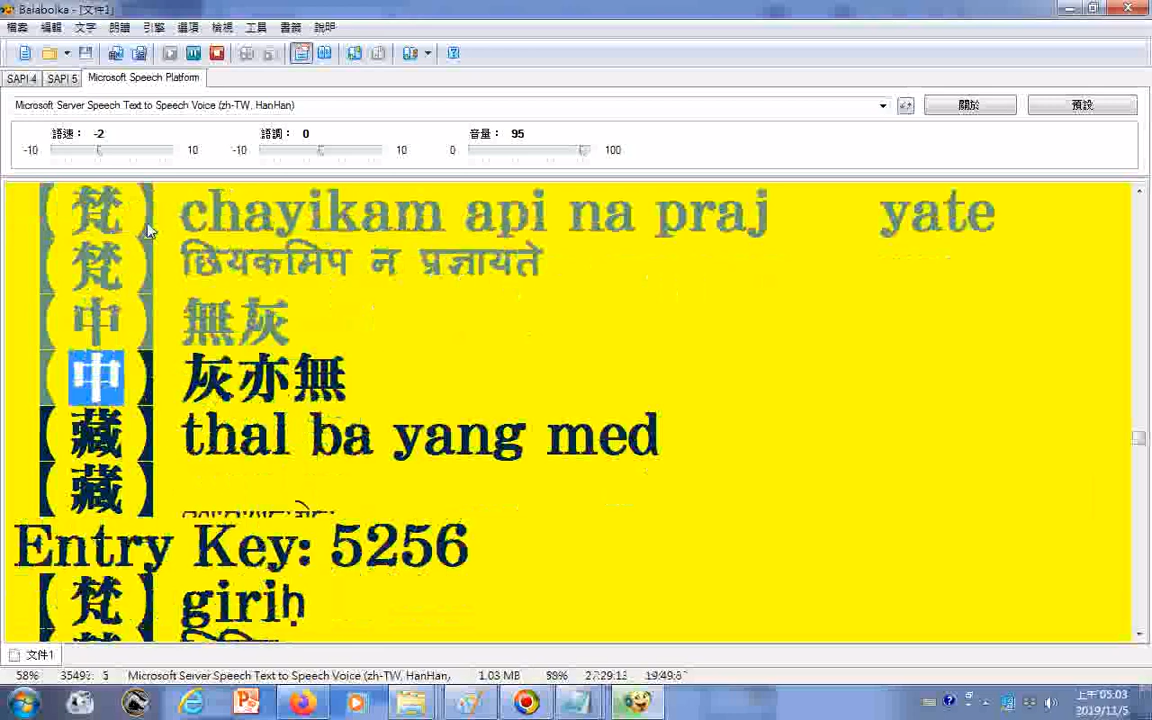 Balabolka - [文件1]
檔案 編輯 文字 朗讀 引擎 選項 檢視 工具 書籤 說明
SAPI 4 SAPI 5 Microsoft Speech Platform
Microsoft Server Speech Text to Speech Voice (zh-TW, HanHan) 關於 預設
語速： -2 語調： 0 音量： 95
-10 10 -10 10 0 100
【梵】 chayikam api na praj yate
【梵】 छियकमिप न प्रज्ञायते
【中】 無灰
【中】 灰亦無
【藏】 thal ba yang med
【藏】
Entry Key: 5256
【梵】 giriḥ
文件1
58% Microsoft Server Speech Text to Speech Voice (zh-TW, HanHan, 1.03 MB 58%
上午 05:03
2019/11/5